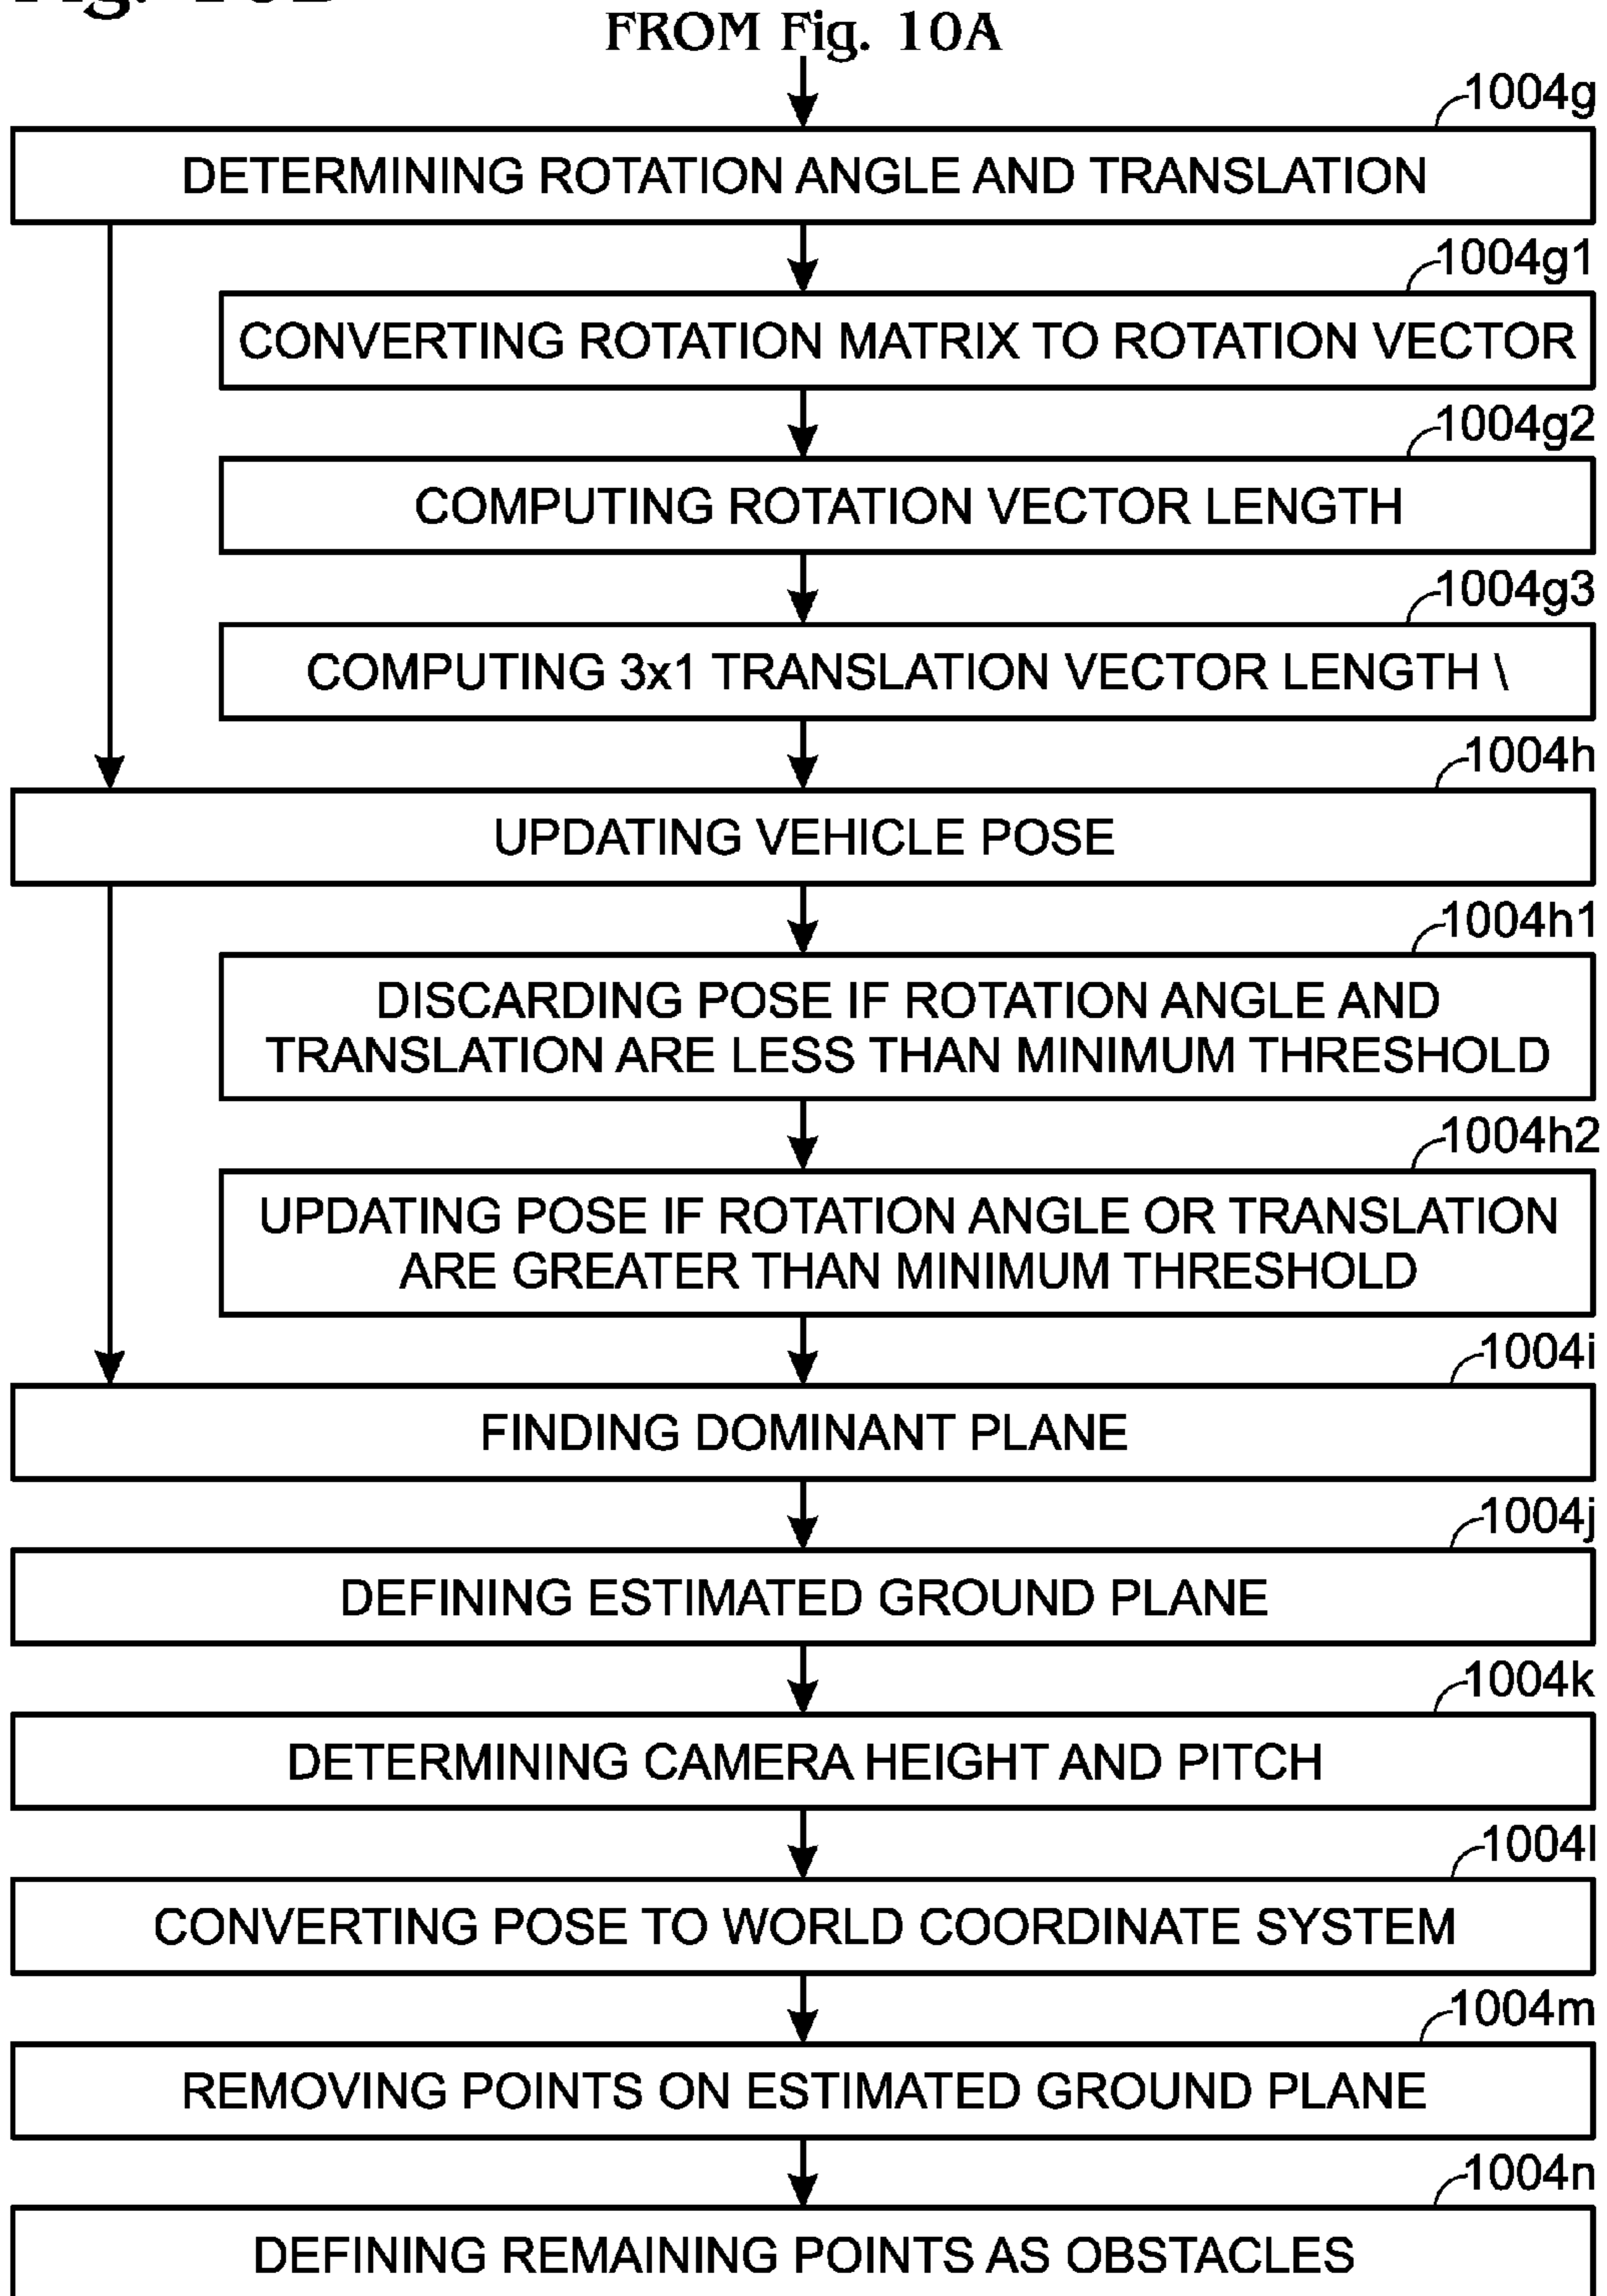 FROM Fig. 10A
1004g
DETERMINING ROTATION ANGLE AND TRANSLATION
1004g1
CONVERTING ROTATION MATRIX TO ROTATION VECTOR
1004g2
COMPUTING ROTATION VECTOR LENGTH
1004g3
COMPUTING 3x1 TRANSLATION VECTOR LENGTH \
1004h
UPDATING VEHICLE POSE
1004h1
DISCARDING POSE IF ROTATION ANGLE AND
TRANSLATION ARE LESS THAN MINIMUM THRESHOLD
1004h2
UPDATING POSE IF ROTATION ANGLE OR TRANSLATION
ARE GREATER THAN MINIMUM THRESHOLD
1004i
FINDING DOMINANT PLANE
1004j
DEFINING ESTIMATED GROUND PLANE
1004k
DETERMINING CAMERA HEIGHT AND PITCH
1004l
CONVERTING POSE TO WORLD COORDINATE SYSTEM
1004m
REMOVING POINTS ON ESTIMATED GROUND PLANE
1004n
DEFINING REMAINING POINTS AS OBSTACLES